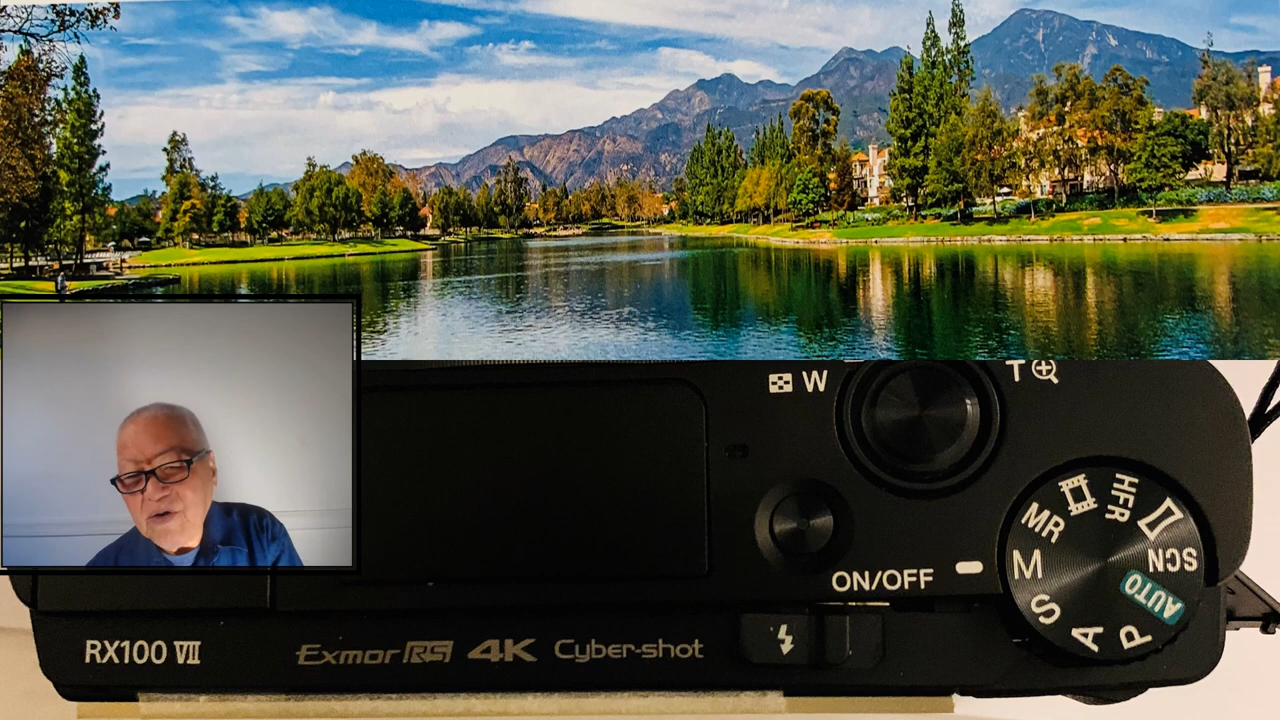 W T
HFR
MR
M
SCN
ON/OFF
AUTO
S
A
P
RX100 VII
Exmor RS 4K Cyber-shot